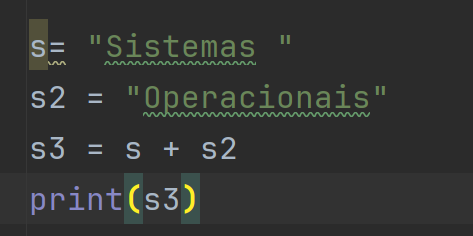 s= "Sistemas "
s2 = "Operacionais"
s3 = s + s2
print(s3)